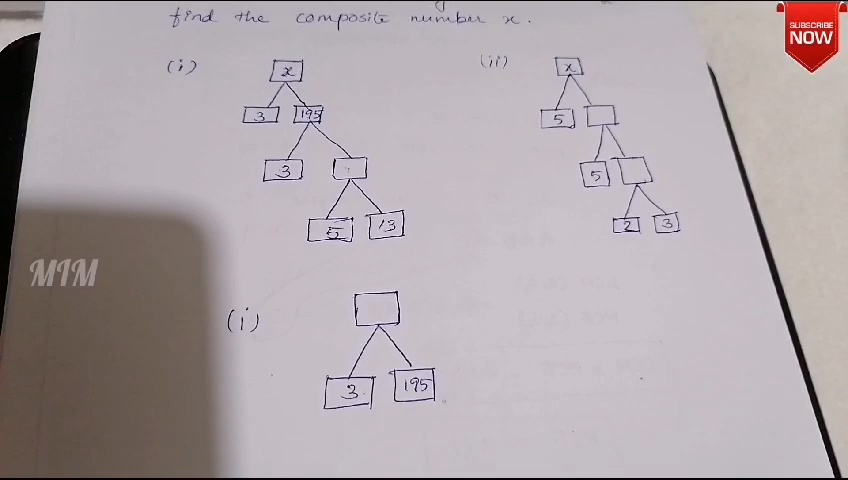 find the composite number x.
SUBSCRIBE
NOW
(i)
x
3 195
3
5 13
(ii)
x
5
5
2 3
MIM
(i)
3 195